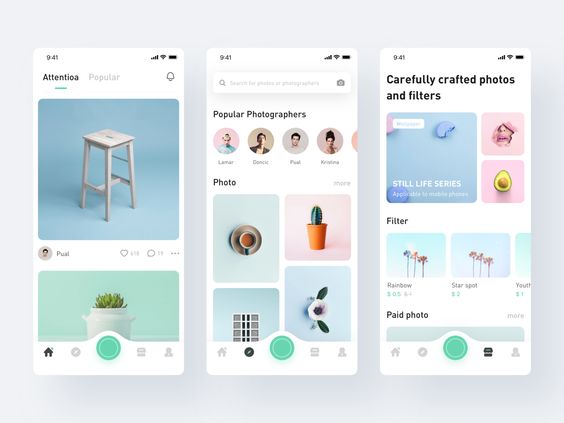 9:41
Attentioa Popular
Pual
618
19
9:41
Search for photos or photographers
Popular Photographers
Lamar Goncic Pual Kristina
Photo more
9:41
Carefully crafted photos
and filters
Wallpaper
STILL LIFE SERIES
Applicable to mobile phones
Filter
Rainbow Star spot Youth
$ 0.5 $ 1 $ 2 $ 1
Paid photo more